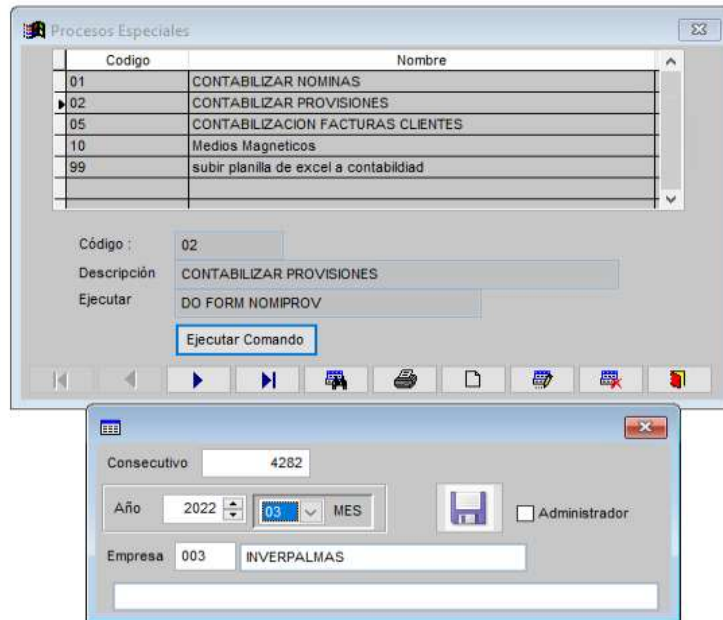 Procesos Especiales
Codigo Nombre
01 CONTABILIZAR NOMINAS
02 CONTABILIZAR PROVISIONES
05 CONTABILIZACION FACTURAS CLIENTES
10 Medios Magneticos
99 subir planilla de excel a contabildiad
Código : 02
Descripción CONTABILIZAR PROVISIONES
Ejecutar DO FORM NOMIPROV
Ejecutar Comando
Consecutivo 4282
Año 2022 03 MES Administrador
Empresa 003 INVERPALMAS